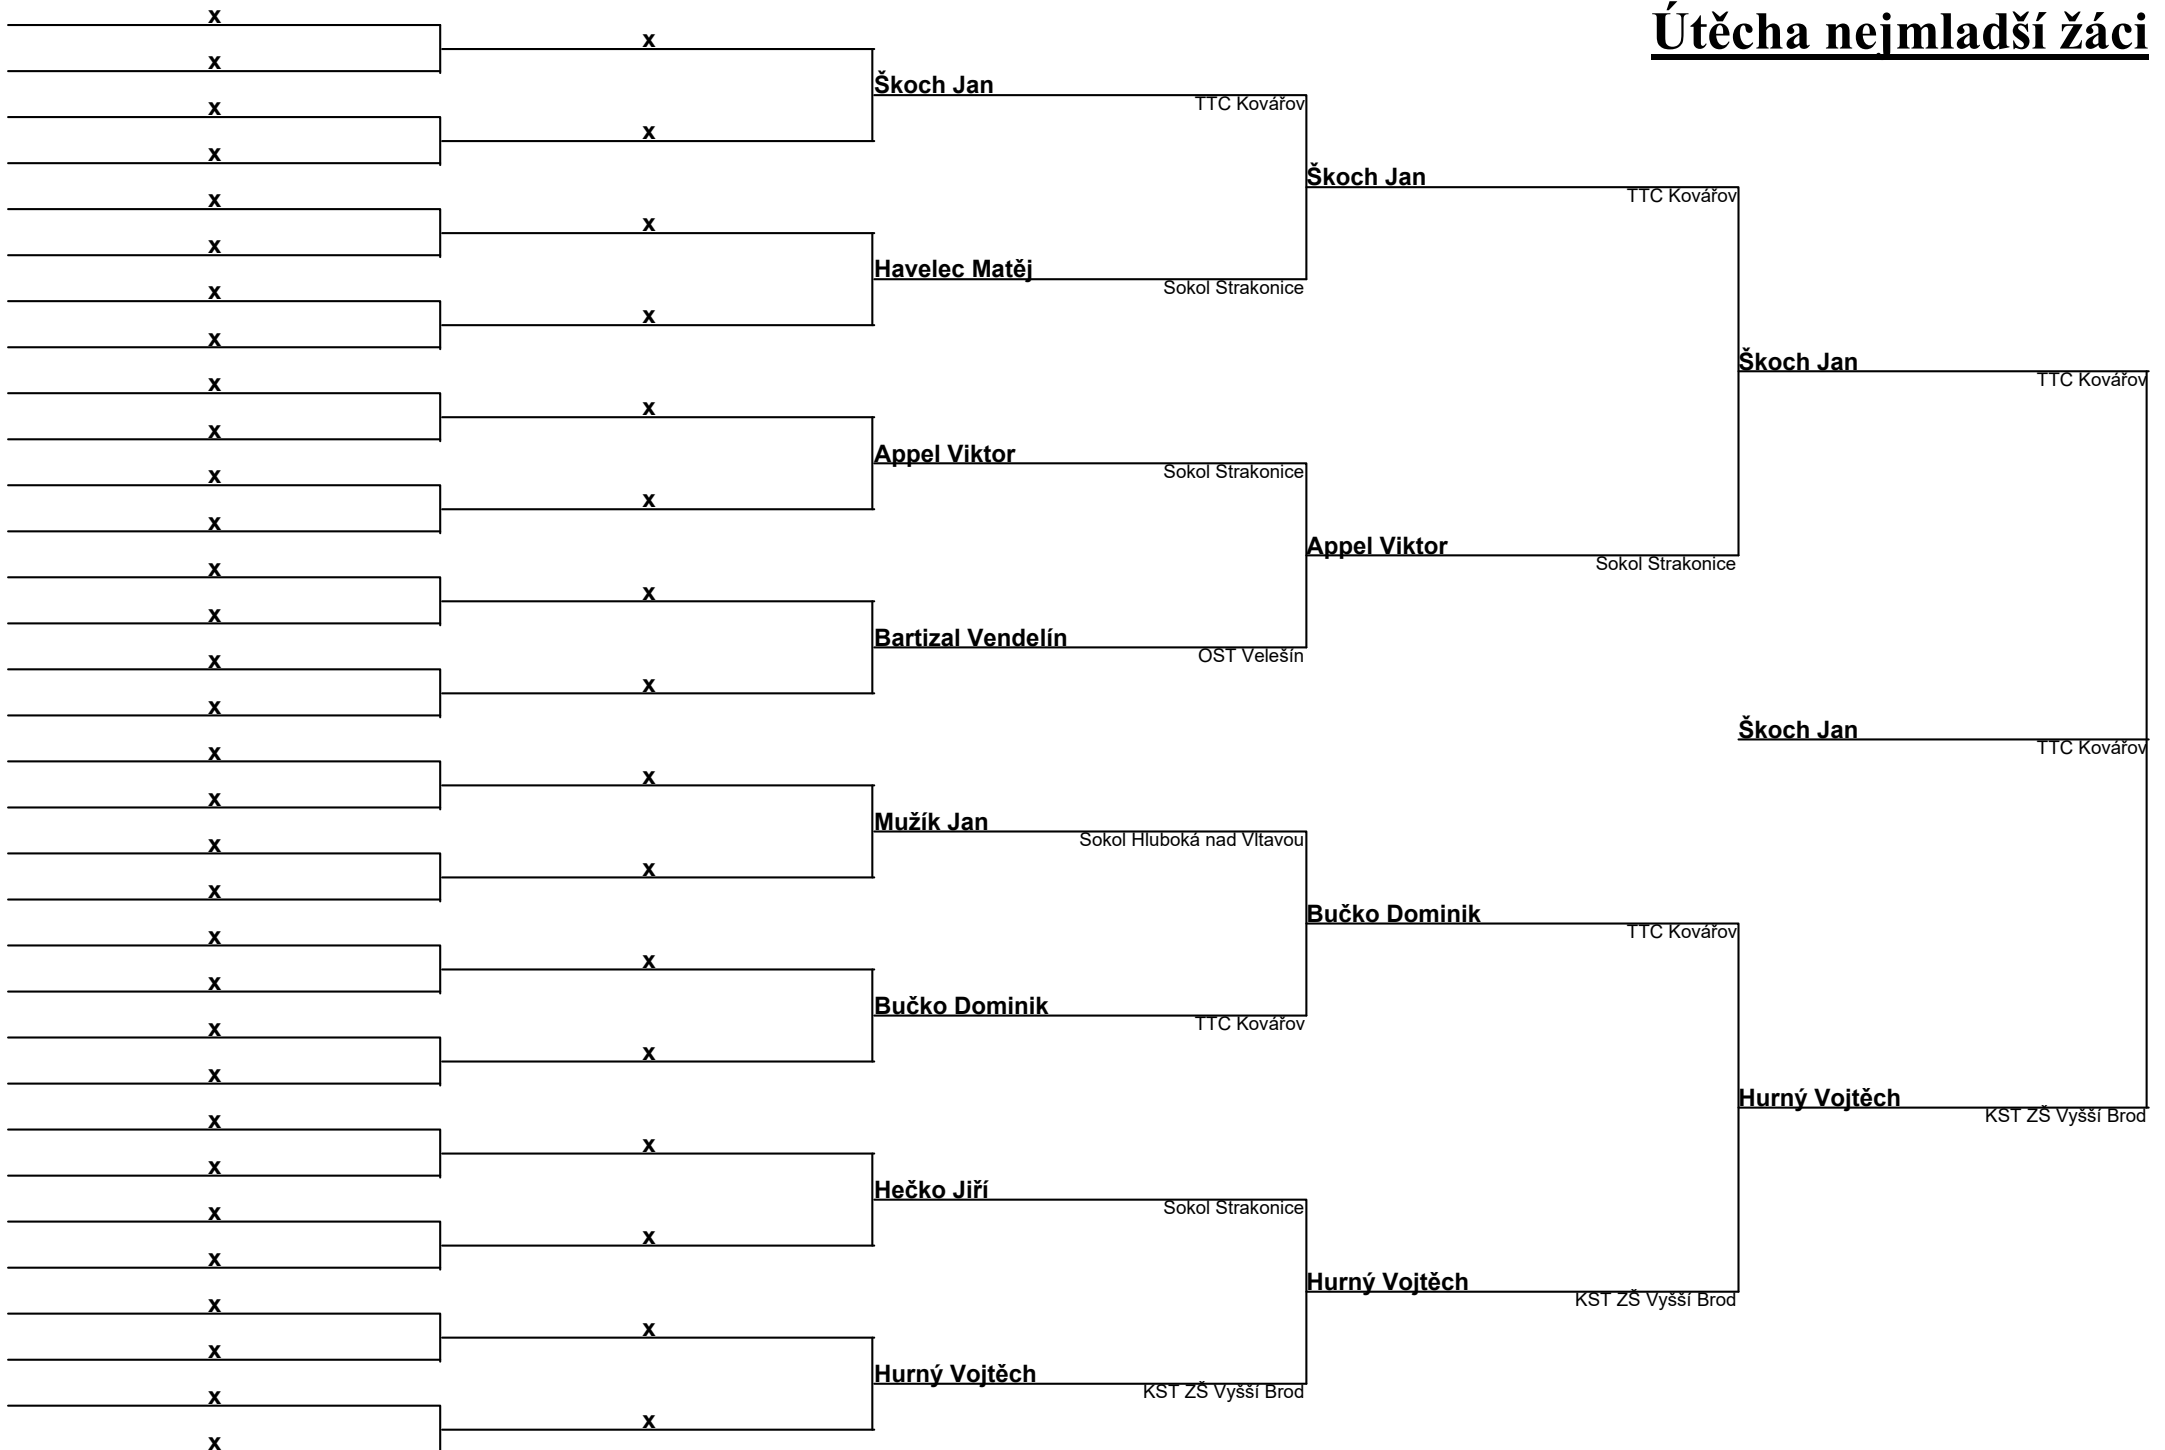 Útěcha nejmladší žáci
x
x
x
Škoch Jan
x
TTC Kovářov
x
x
Škoch Jan
x
TTC Kovářov
x
x
Havelec Matěj
Sokol Strakonice
x
x
x
Škoch Jan
TTC Kovářov
x
x
x
Appel Viktor
Sokol Strakonice
x
x
x
Appel Viktor
Sokol Strakonice
x
x
x
Bartizal Vendelín
OST Velešín
x
x
x
Škoch Jan
TTC Kovářov
x
x
x
Mužík Jan
Sokol Hluboká nad Vltavou
x
x
x
Bučko Dominik
TTC Kovářov
x
x
x
Bučko Dominik
TTC Kovářov
x
x
x
Hurný Vojtěch
KST ZŠ Vyšší Brod
x
x
x
Hečko Jiří
Sokol Strakonice
x
x
x
Hurný Vojtěch
KST ZŠ Vyšší Brod
x
x
x
Hurný Vojtěch
KST ZŠ Vyšší Brod
x
x
x